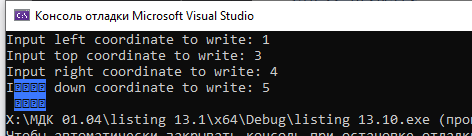 Консоль отладки Microsoft Visual Studio
Input left coordinate to write: 1
Input top coordinate to write: 3
Input right coordinate to write: 4
I down coordinate to write: 5
X:\МДК 01.04\listing 13.1\x64\Debug\listing 13.10.exe (про
Чтобы автоматически закрывать консоль при остановке отладк